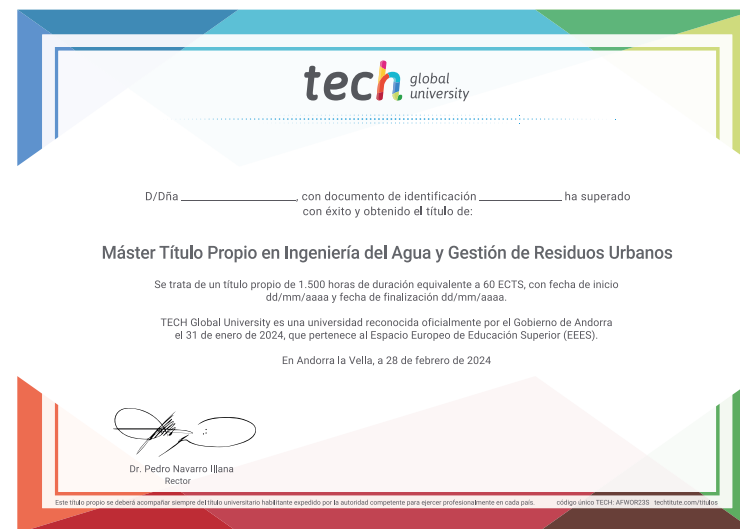 tech global university
D/Dña ______________, con documento de identificación ______________ ha superado
con éxito y obtenido el título de:
Máster Título Propio en Ingeniería del Agua y Gestión de Residuos Urbanos
Se trata de un título propio de 1.500 horas de duración equivalente a 60 ECTS, con fecha de inicio
dd/mm/aaaa y fecha de finalización dd/mm/aaaa.
TECH Global University es una universidad reconocida oficialmente por el Gobierno de Andorra
el 31 de enero de 2024, que pertenece al Espacio Europeo de Educación Superior (EEES).
En Andorra la Vella, a 28 de febrero de 2024
Dr. Pedro Navarro Illana
Rector
Este título propio se deberá acompañar siempre del título universitario habilitante expedido por la autoridad competente para ejercer profesionalmente en cada país. código único TECH: AFWOR23S techtitute.com/titulos